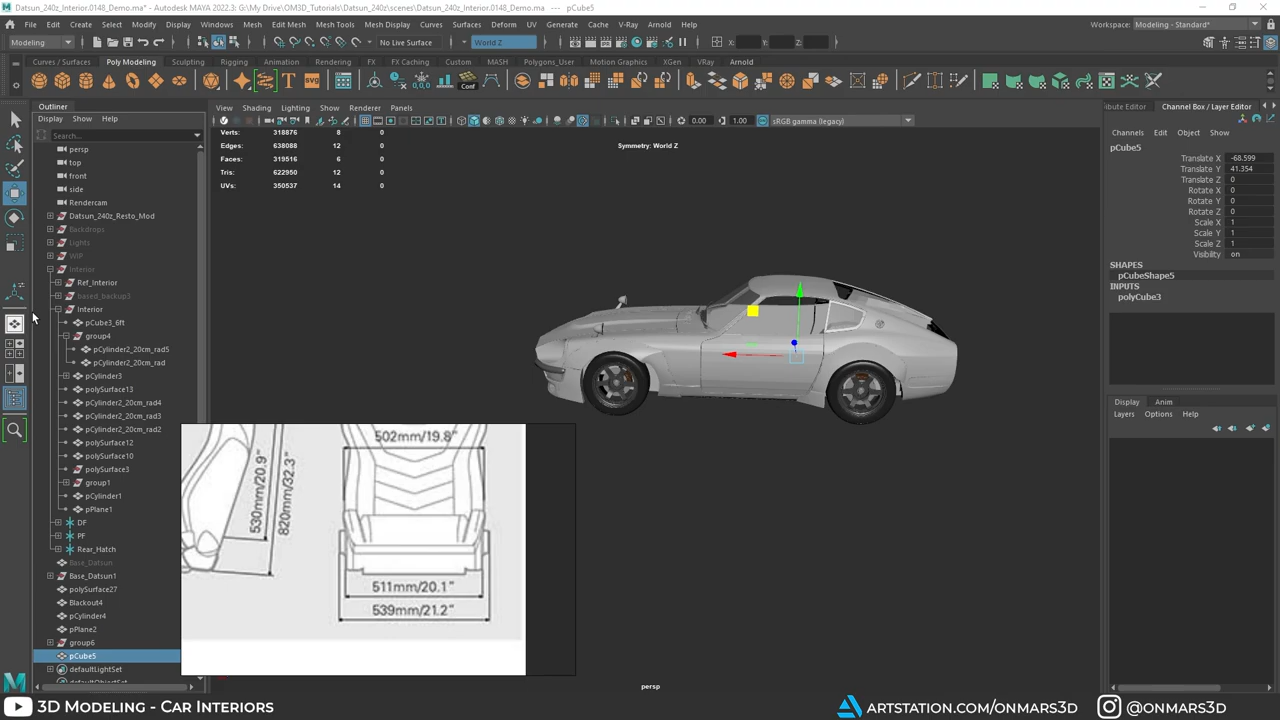 Datsun_240z_Interior.0148_Demo.ma* - Autodesk MAYA 2022.3: G:\My Drive\OM3D_Tutorials\Datsun_240z\scenes\Datsun_240z_Interior.0148_Demo.ma --- pCube5
File Edit Create Select Modify Display Windows Mesh Edit Mesh Mesh Tools Mesh Display Curves Surfaces Deform UV Generate Cache V-Ray Arnold Help
Workspace: Modeling - Standard*
Modeling No Live Surface World Z X: Y: Z:
Curves / Surfaces Poly Modeling Sculpting Rigging Animation Rendering FX FX Caching Custom MASH Polygons_User Motion Graphics XGen VRay Arnold
Outliner
Display Show Help
Search...
persp
top
front
side
Rendercam
Datsun_240z_Resto_Mod
Backdrops
Lights
WIP
Interior
Ref_Interior
based_backup3
Interior
pCube3_6ft
group4
pCylinder2_20cm_rad5
pCylinder2_20cm_rad
pCylinder3
polySurface13
pCylinder2_20cm_rad4
pCylinder2_20cm_rad3
pCylinder2_20cm_rad2
polySurface12
polySurface10
polySurface3
group1
pCylinder1
pPlane1
DF
PF
Rear_Hatch
Base_Datsun
Base_Datsun1
polySurface27
Blackout4
pCylinder4
pPlane2
group6
pCube5
defaultLightSet
View Shading Lighting Show Renderer Panels
0.00 1.00 sRGB gamma (legacy)
Verts: 318876 8 0
Edges: 638088 12 0
Faces: 319516 6 0
Tris: 622950 12 0
UVs: 350537 14 0
Symmetry: World Z
persp
502mm/19.8"
530mm/20.9"
820mm/32.3"
511mm/20.1"
539mm/21.2"
bute Editor Channel Box / Layer Editor
Channels Edit Object Show
pCube5
Translate X -68.599
Translate Y 41.354
Translate Z 0
Rotate X 0
Rotate Y 0
Rotate Z 0
Scale X 1
Scale Y 1
Scale Z 1
Visibility on
SHAPES
pCubeShape5
INPUTS
polyCube3
Display Anim
Layers Options Help
3D MODELING - CAR INTERIORS
ARTSTATION.COM/ONMARS3D
@ONMARS3D